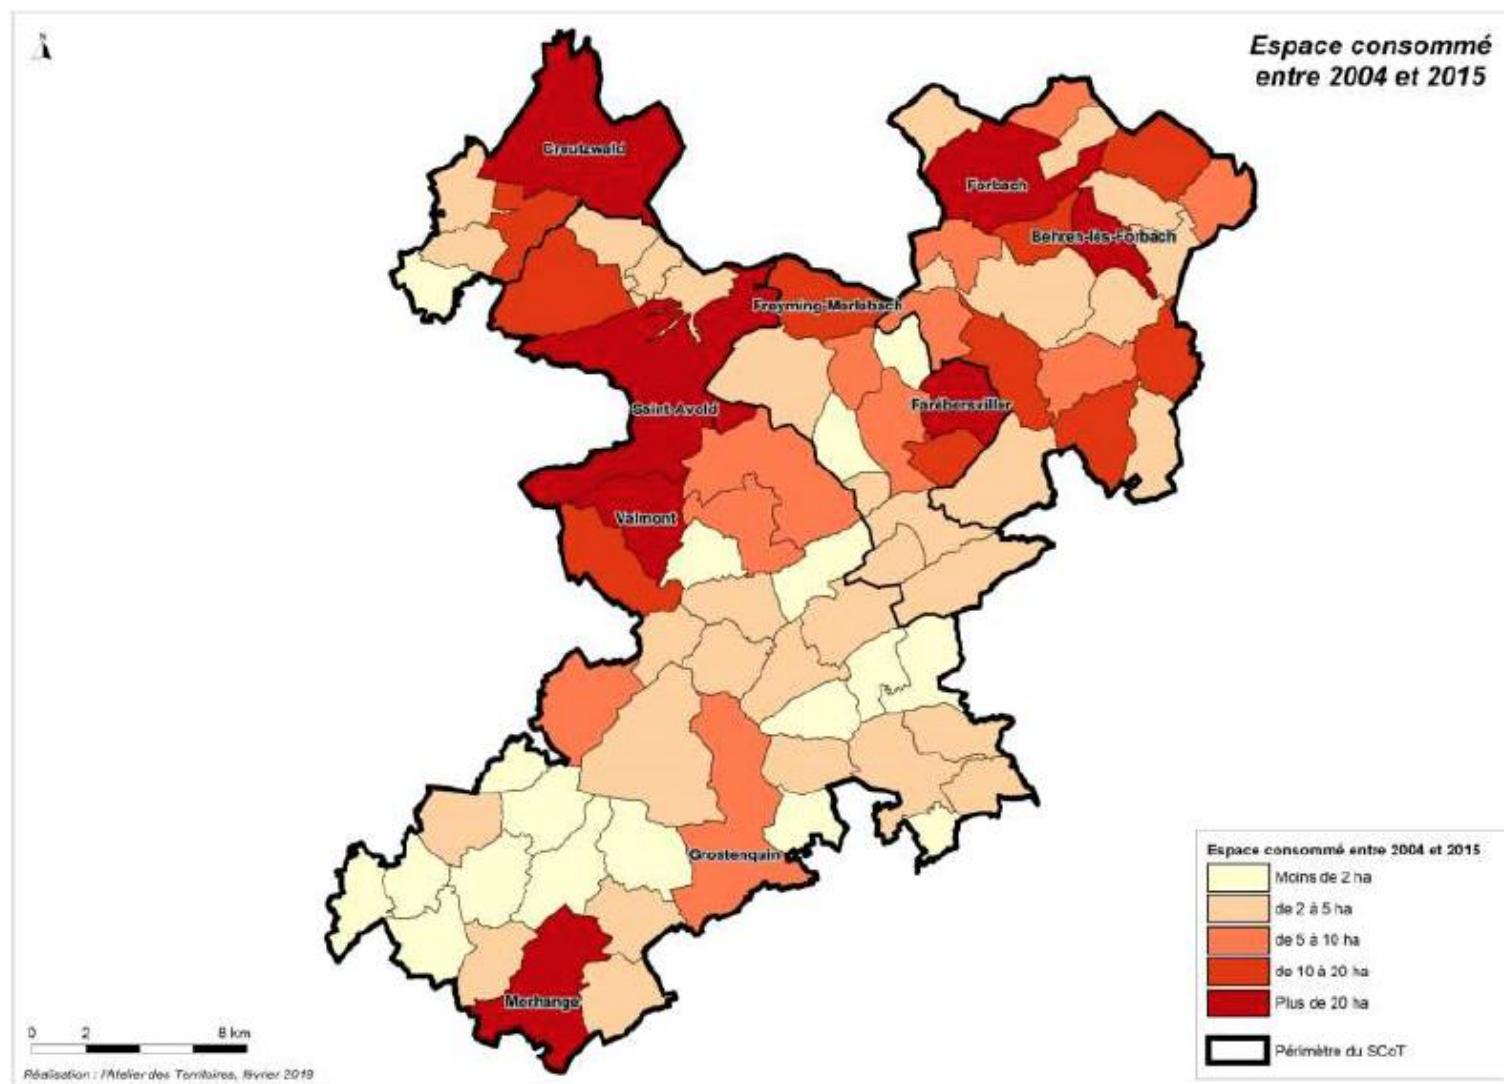 N
Espace consommé
entre 2004 et 2015
Creutzwald
Forbach
Behren-lès-Forbach
Freyming-Merlebach
Farébersviller
Saint-Avold
Valmont
Grostenquin
Morhange
Espace consommé entre 2004 et 2015
Moins de 2 ha
de 2 à 5 ha
de 5 à 10 ha
de 10 à 20 ha
Plus de 20 ha
Périmètre du SCoT
0 2 8 km
Réalisation : l'Atelier des Territoires, février 2019